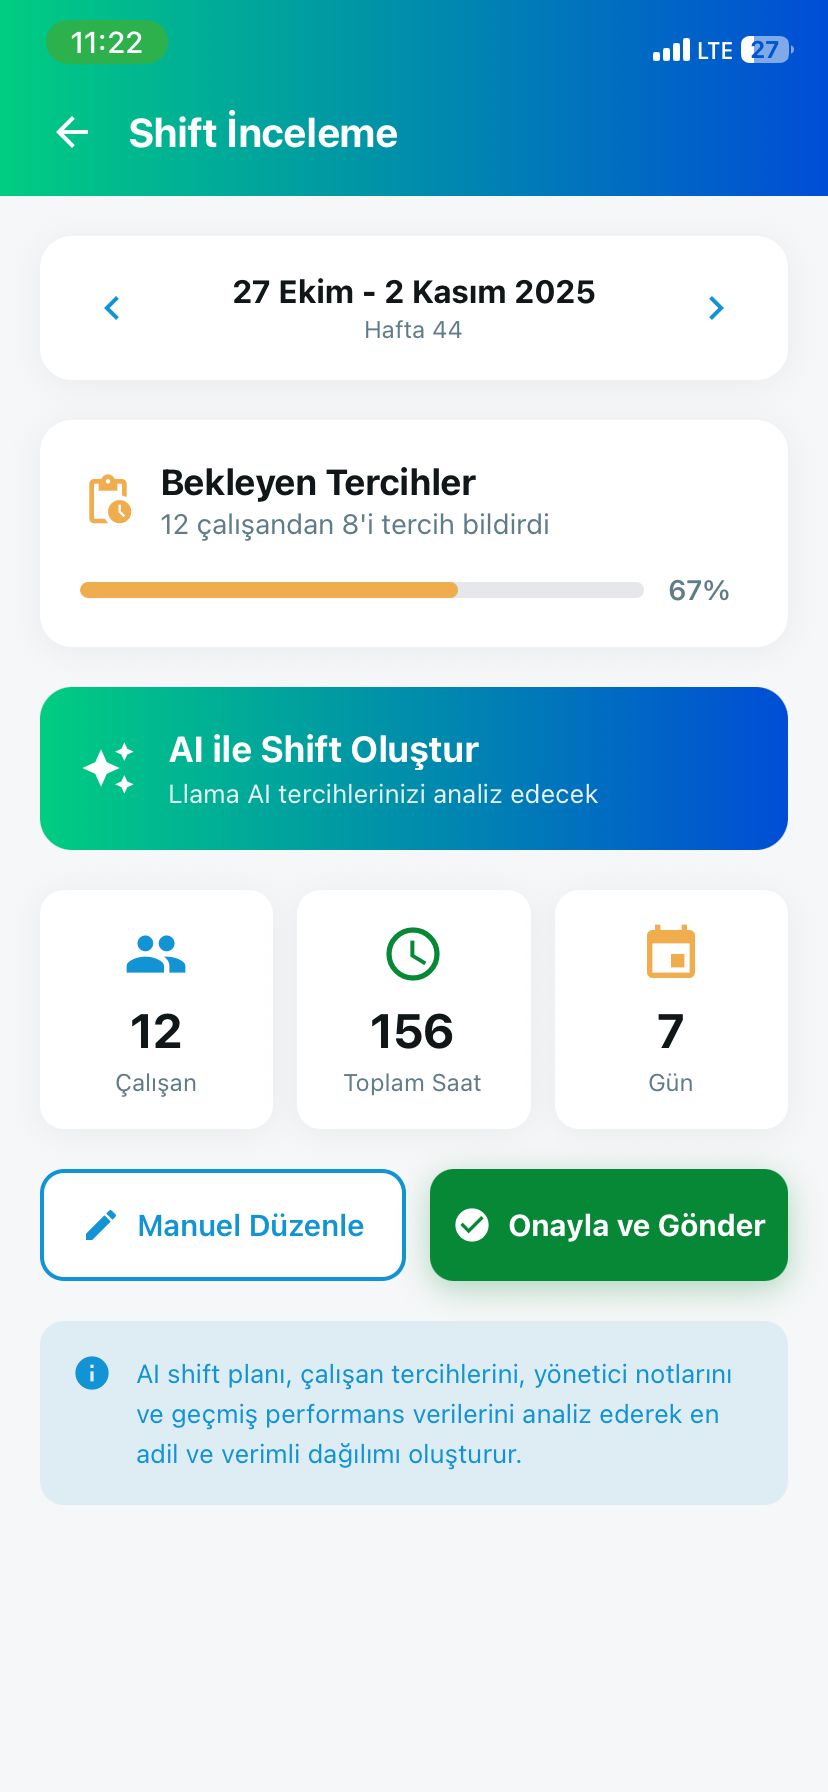 11:22
LTE 27
Shift İnceleme
27 Ekim - 2 Kasım 2025
Hafta 44
Bekleyen Tercihler
12 çalışandan 8'i tercih bildirdi
67%
AI ile Shift Oluştur
Llama AI tercihlerinizi analiz edecek
12
Çalışan
156
Toplam Saat
7
Gün
Manuel Düzenle
Onayla ve Gönder
AI shift planı, çalışan tercihlerini, yönetici notlarını
ve geçmiş performans verilerini analiz ederek en
adil ve verimli dağılımı oluşturur.